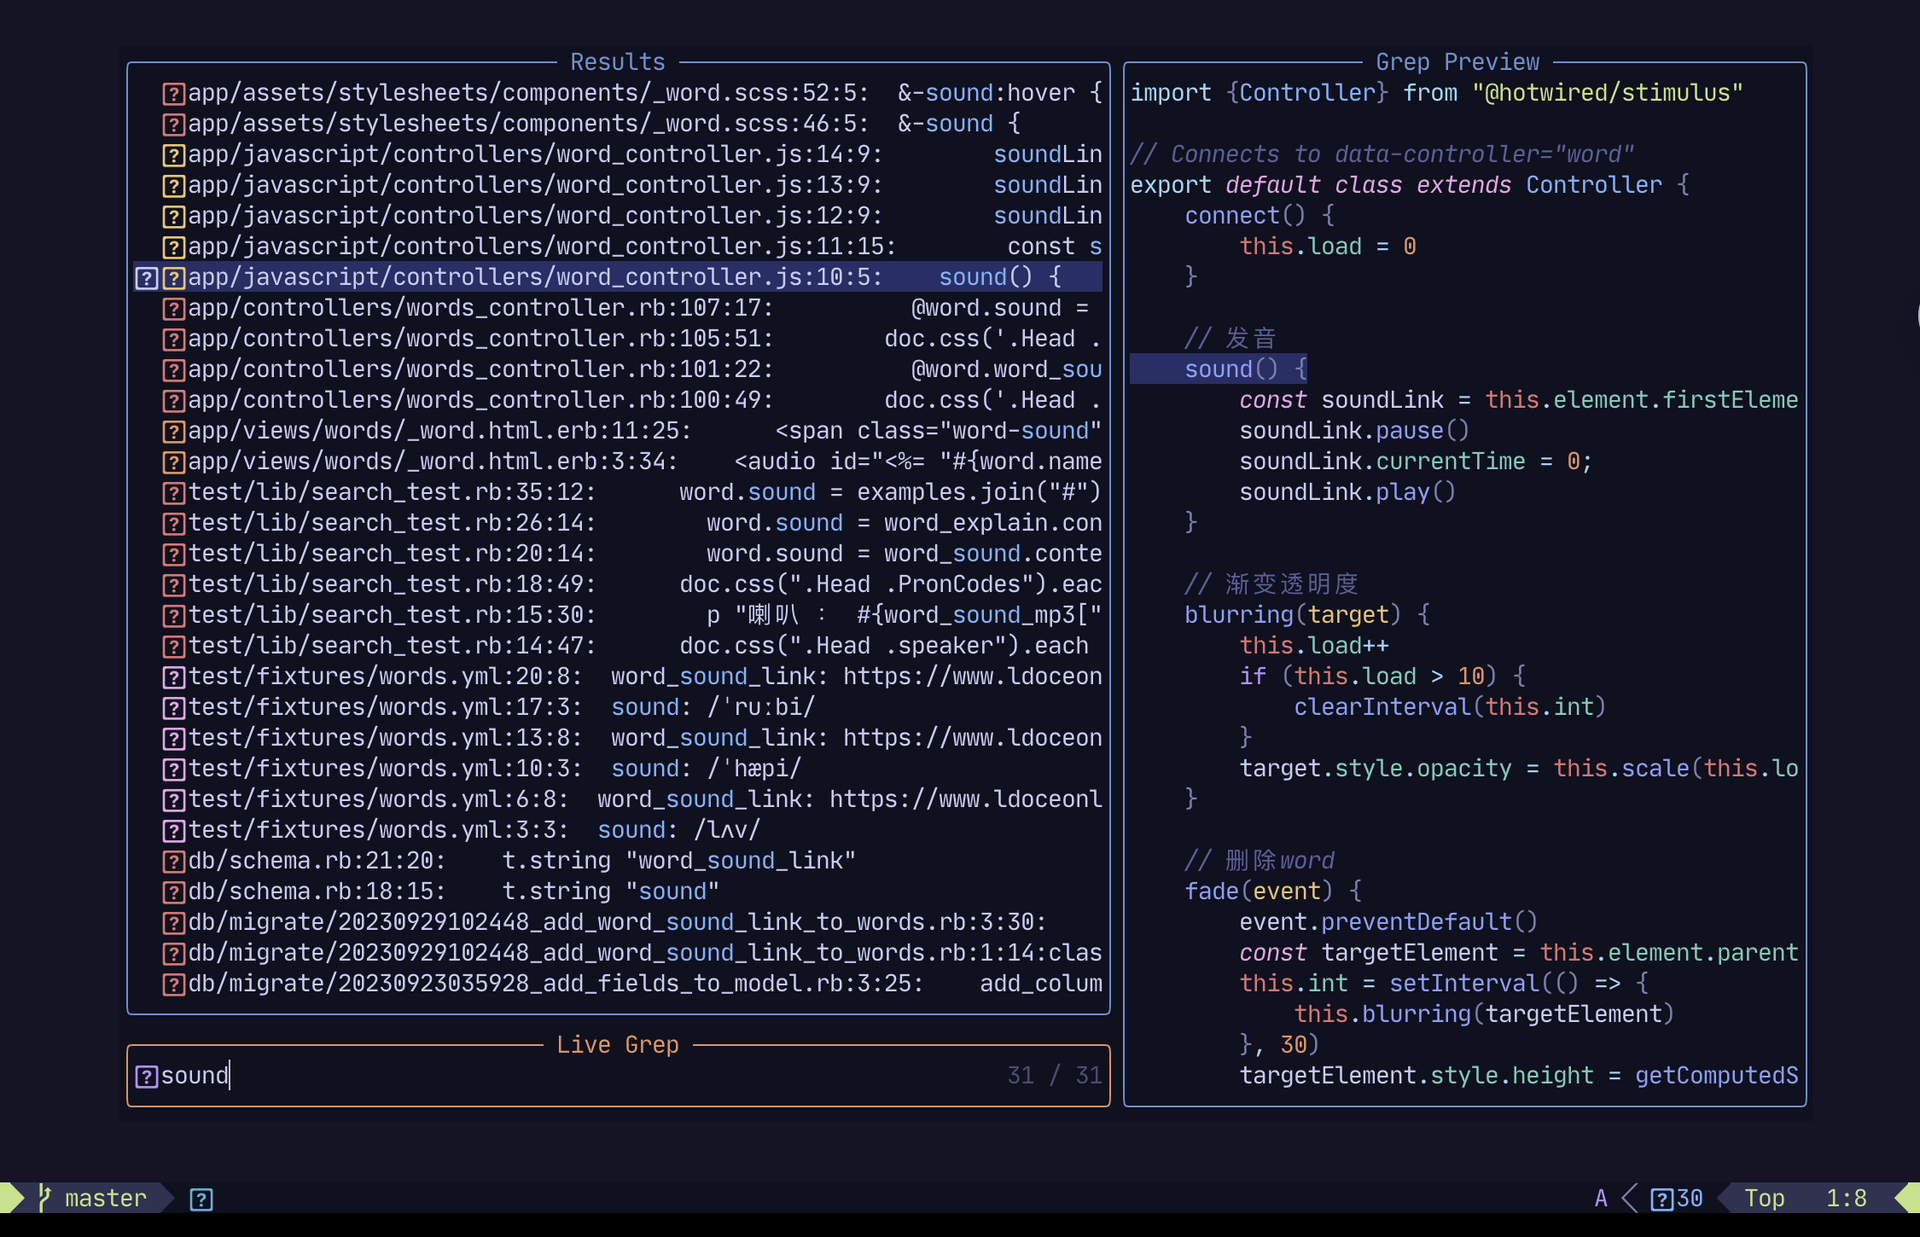 Results
app/assets/stylesheets/components/_word.scss:52:5:  &-sound:hover {
app/assets/stylesheets/components/_word.scss:46:5:  &-sound {
app/javascript/controllers/word_controller.js:14:9:        soundLin
app/javascript/controllers/word_controller.js:13:9:        soundLin
app/javascript/controllers/word_controller.js:12:9:        soundLin
app/javascript/controllers/word_controller.js:11:15:        const s
app/javascript/controllers/word_controller.js:10:5:    sound() {
app/controllers/words_controller.rb:107:17:          @word.sound =
app/controllers/words_controller.rb:105:51:        doc.css('.Head .
app/controllers/words_controller.rb:101:22:          @word.word_sou
app/controllers/words_controller.rb:100:49:        doc.css('.Head .
app/views/words/_word.html.erb:11:25:      <span class="word-sound"
app/views/words/_word.html.erb:3:34:    <audio id="<%= "#{word.name
test/lib/search_test.rb:35:12:      word.sound = examples.join("#")
test/lib/search_test.rb:26:14:        word.sound = word_explain.con
test/lib/search_test.rb:20:14:        word.sound = word_sound.conte
test/lib/search_test.rb:18:49:      doc.css(".Head .PronCodes").eac
test/lib/search_test.rb:15:30:        p "喇叭 ： #{word_sound_mp3["
test/lib/search_test.rb:14:47:      doc.css(".Head .speaker").each
test/fixtures/words.yml:20:8:  word_sound_link: https://www.ldoceon
test/fixtures/words.yml:17:3:  sound: /ˈruːbi/
test/fixtures/words.yml:13:8:  word_sound_link: https://www.ldoceon
test/fixtures/words.yml:10:3:  sound: /ˈhæpi/
test/fixtures/words.yml:6:8:  word_sound_link: https://www.ldoceonl
test/fixtures/words.yml:3:3:  sound: /lʌv/
db/schema.rb:21:20:    t.string "word_sound_link"
db/schema.rb:18:15:    t.string "sound"
db/migrate/20230929102448_add_word_sound_link_to_words.rb:3:30:
db/migrate/20230929102448_add_word_sound_link_to_words.rb:1:14:clas
db/migrate/20230923035928_add_fields_to_model.rb:3:25:    add_colum
Live Grep
sound 31 / 31
Grep Preview
import {Controller} from "@hotwired/stimulus"
// Connects to data-controller="word"
export default class extends Controller {
    connect() {
        this.load = 0
    }
    // 发音
    sound() {
        const soundLink = this.element.firstEleme
        soundLink.pause()
        soundLink.currentTime = 0;
        soundLink.play()
    }
    // 渐变透明度
    blurring(target) {
        this.load++
        if (this.load > 10) {
            clearInterval(this.int)
        }
        target.style.opacity = this.scale(this.lo
    }
    // 删除word
    fade(event) {
        event.preventDefault()
        const targetElement = this.element.parent
        this.int = setInterval(() => {
            this.blurring(targetElement)
        }, 30)
        targetElement.style.height = getComputedS
master
A 30 Top 1:8